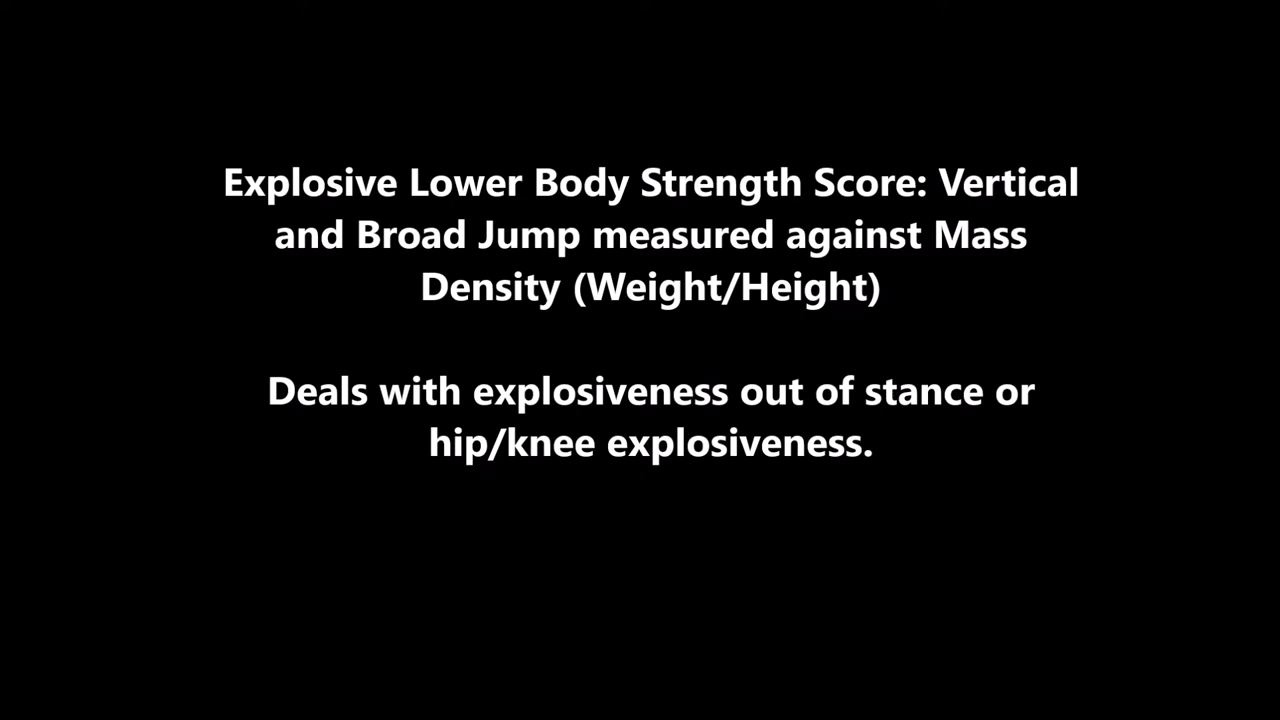 Explosive Lower Body Strength Score: Vertical
and Broad Jump measured against Mass
Density (Weight/Height)
Deals with explosiveness out of stance or
hip/knee explosiveness.